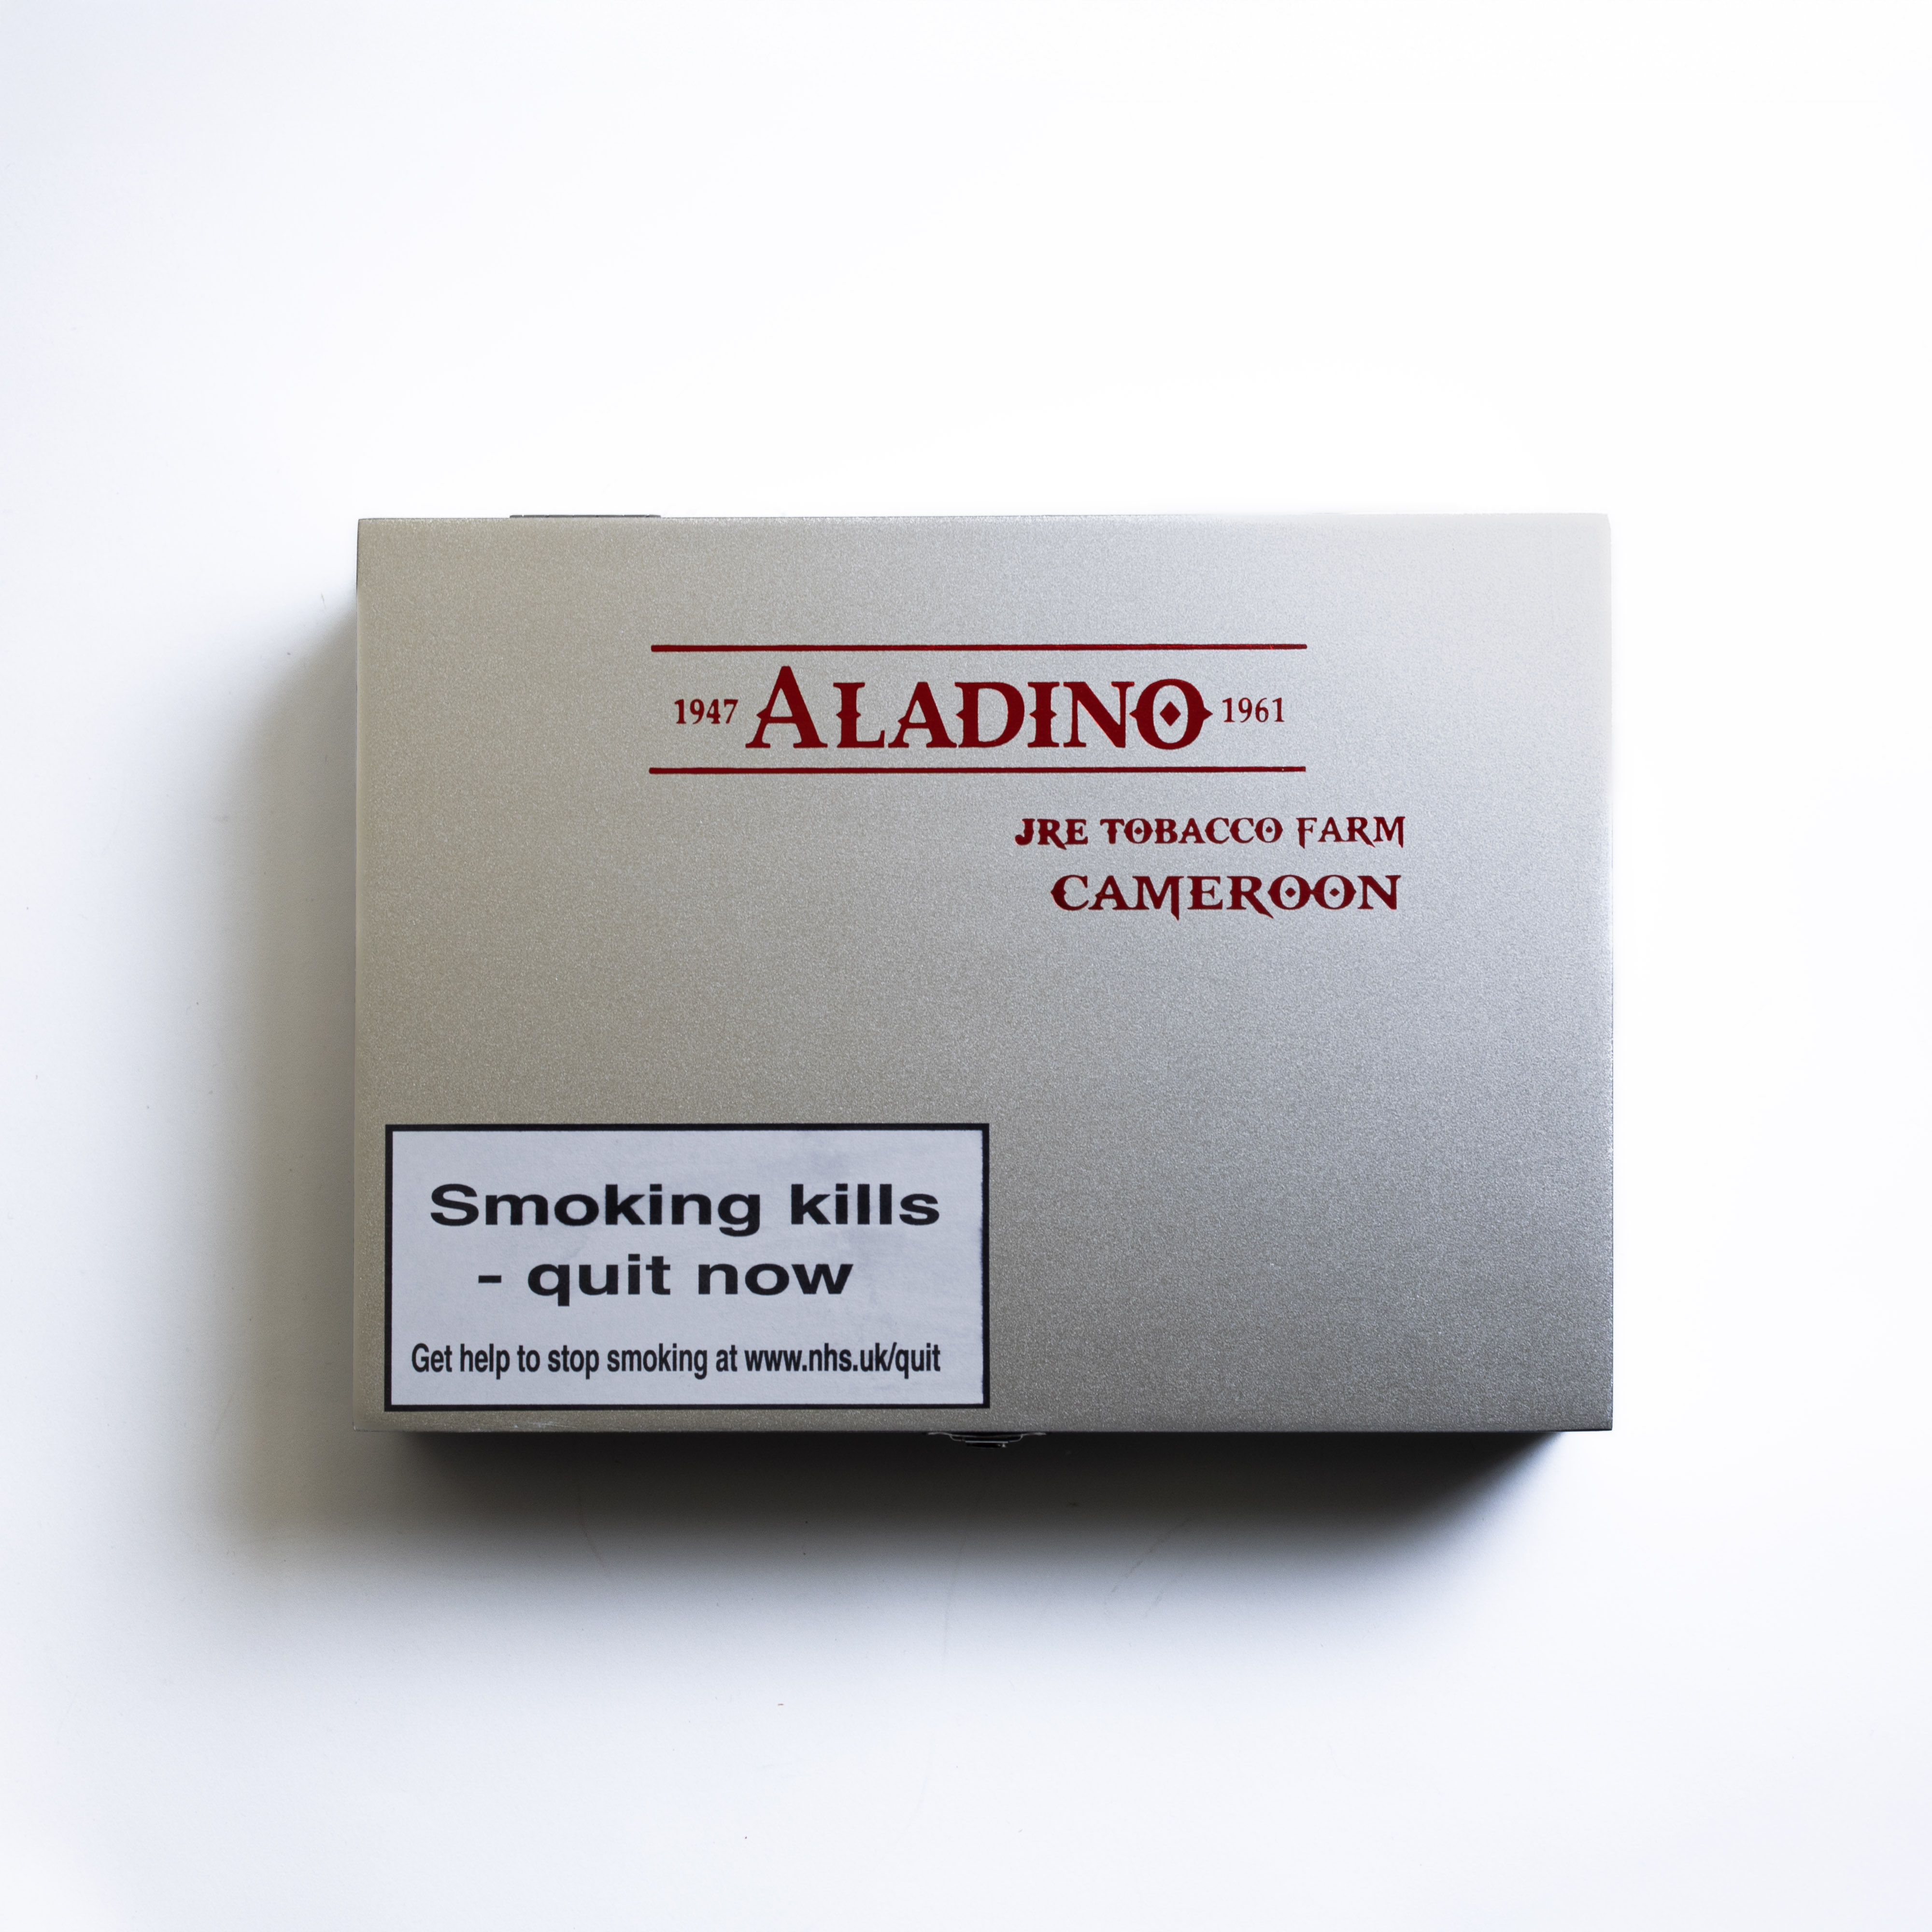 1947 ALADINO 1961
JRE TOBACCO FARM
CAMEROON
Smoking kills
- quit now
Get help to stop smoking at www.nhs.uk/quit